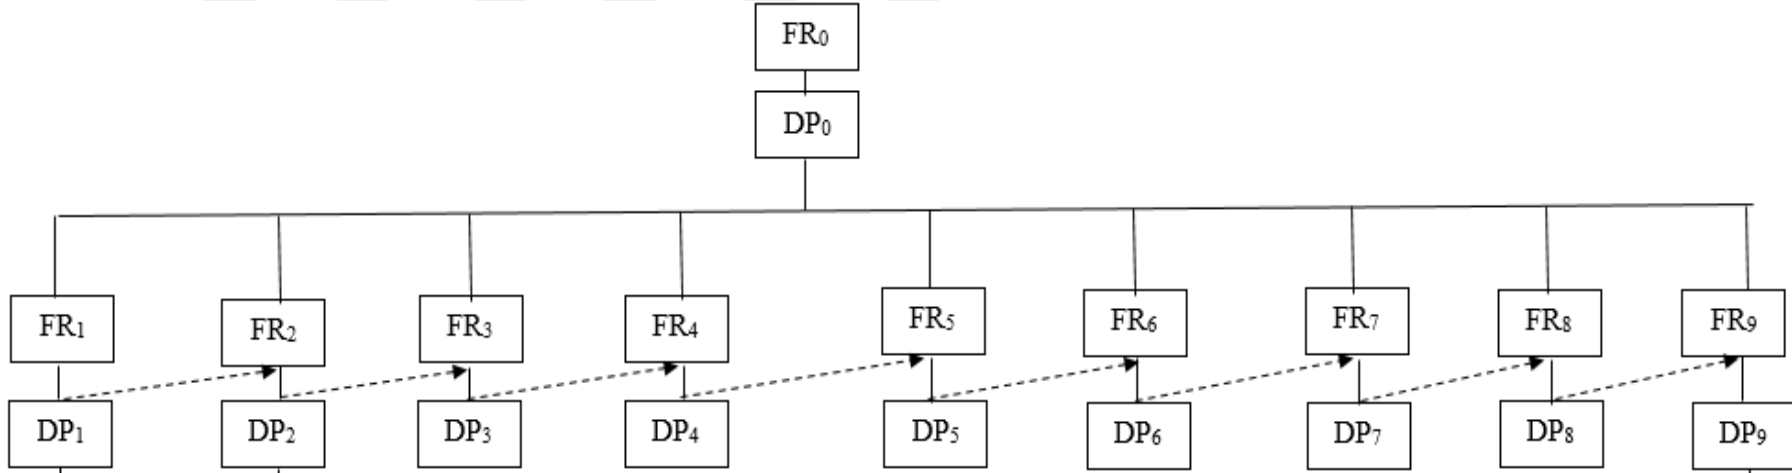 FR₀
DP₀
FR₁ FR₂ FR₃ FR₄ FR₅ FR₆ FR₇ FR₈ FR₉
DP₁ DP₂ DP₃ DP₄ DP₅ DP₆ DP₇ DP₈ DP₉